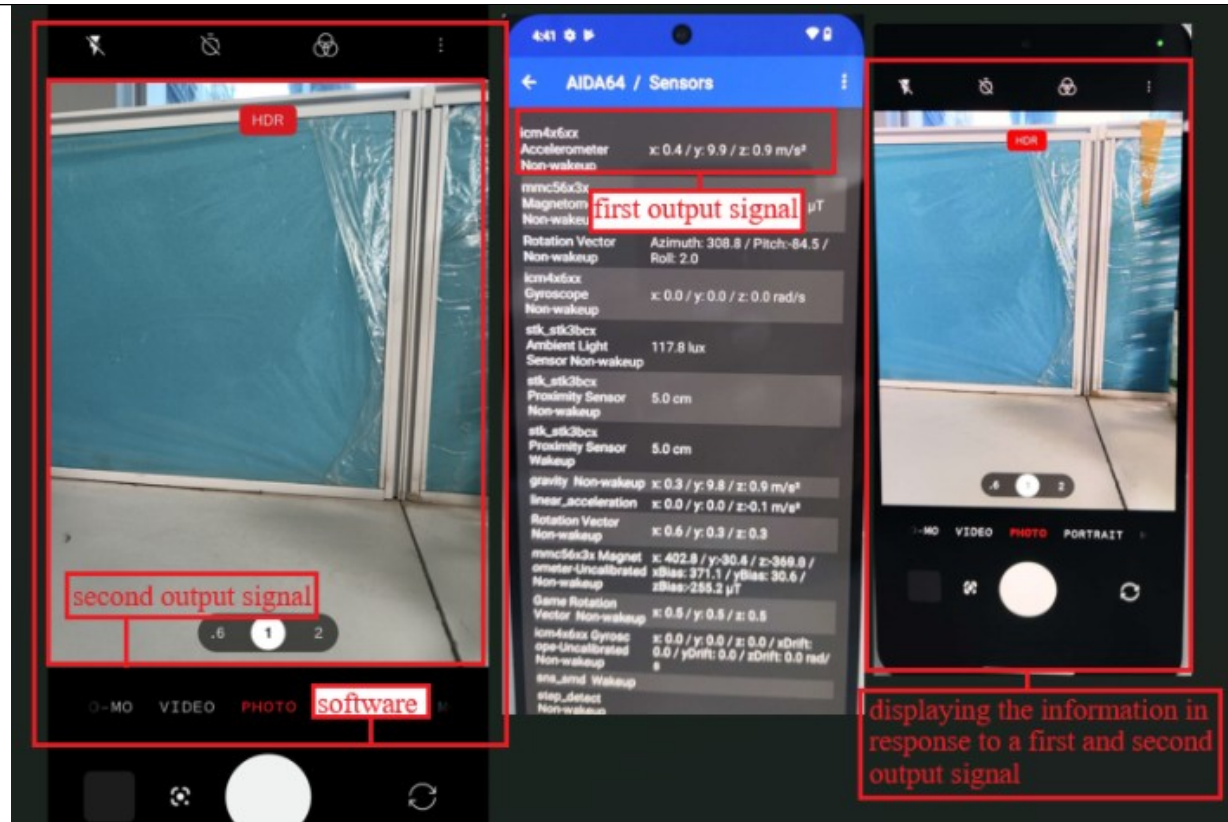 HDR
second output signal
.6 1 2
O-MO VIDEO PHOTO
software
4:41
AIDA64 / Sensors
icm4x6xx
Accelerometer x: 0.4 / y: 9.9 / z: 0.9 m/s²
Non-wakeup
first output signal
mmc56x3x
μT
Rotation Vector Azimuth: 308.8 / Pitch:-84.5 /
Non-wakeup Roll: 2.0
icm4x6xx
Gyroscope x: 0.0 / y: 0.0 / z: 0.0 rad/s
Non-wakeup
stk_stk3bcx
Ambient Light 117.8 lux
Sensor Non-wakeup
stk_stk3bcx
Proximity Sensor 5.0 cm
Non-wakeup
stk_stk3bcx
Proximity Sensor 5.0 cm
Wakeup
gravity Non-wakeup x: 0.3 / y: 9.8 / z: 0.9 m/s²
linear_acceleration x: 0.0 / y: 0.0 / z:-0.1 m/s²
Rotation Vector x: 0.6 / y: 0.3 / z: 0.3
Non-wakeup
mmc56x3x Magnet x: 402.8 / y:-30.4 / z:-369.8 /
ometer-Uncalibrated xBias: 371.1 / yBias: 30.6 /
Non-wakeup zBias:-255.2 μT
Game Rotation
Vector Non-wakeup x: 0.5 / y: 0.5 / z: 0.5
icm4x6xx Gyrosc x: 0.0 / y: 0.0 / z: 0.0 / xDrift:
ope-Uncalibrated 0.0 / yDrift: 0.0 / zDrift: 0.0 rad/
Non-wakeup s
sns_smd Wakeup
step_detect
Non-wakeup
HDR
.6 1 2
O-MO VIDEO PHOTO PORTRAIT
displaying the information in
response to a first and second
output signal